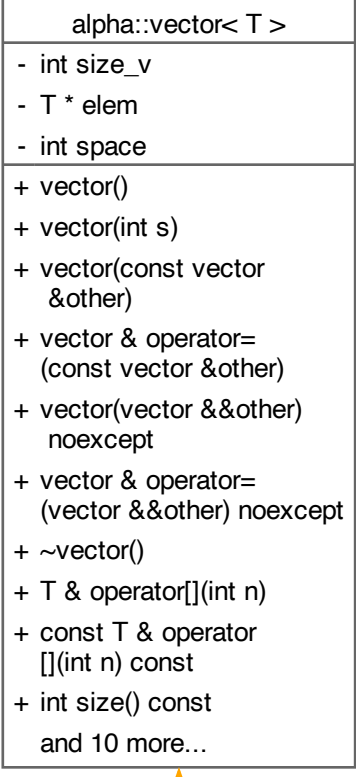 alpha::vector< T >
- int size_v
- T * elem
- int space
+ vector()
+ vector(int s)
+ vector(const vector
&other)
+ vector & operator=
(const vector &other)
+ vector(vector &&other)
noexcept
+ vector & operator=
(vector &&other) noexcept
+ ~vector()
+ T & operator[](int n)
+ const T & operator
[](int n) const
+ int size() const
and 10 more...